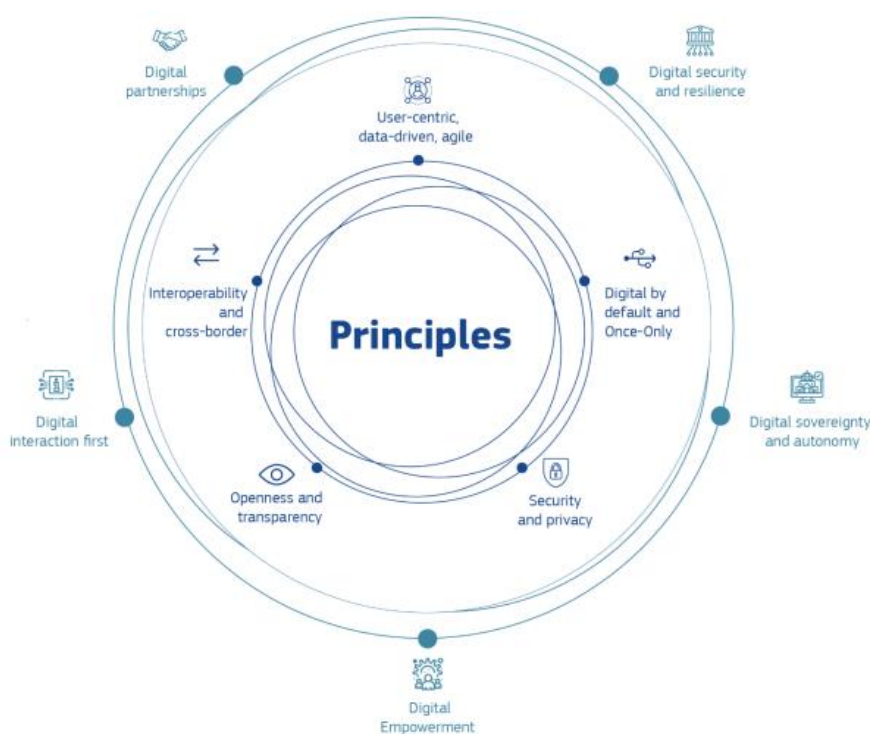 Digital
partnerships
Digital security
and resilience
User-centric,
data-driven, agile
Interoperability
and
cross-border
Digital by
default and
Once-Only
Principles
Digital
interaction first
Digital sovereignty
and autonomy
Openness and
transparency
Security
and privacy
Digital
Empowerment